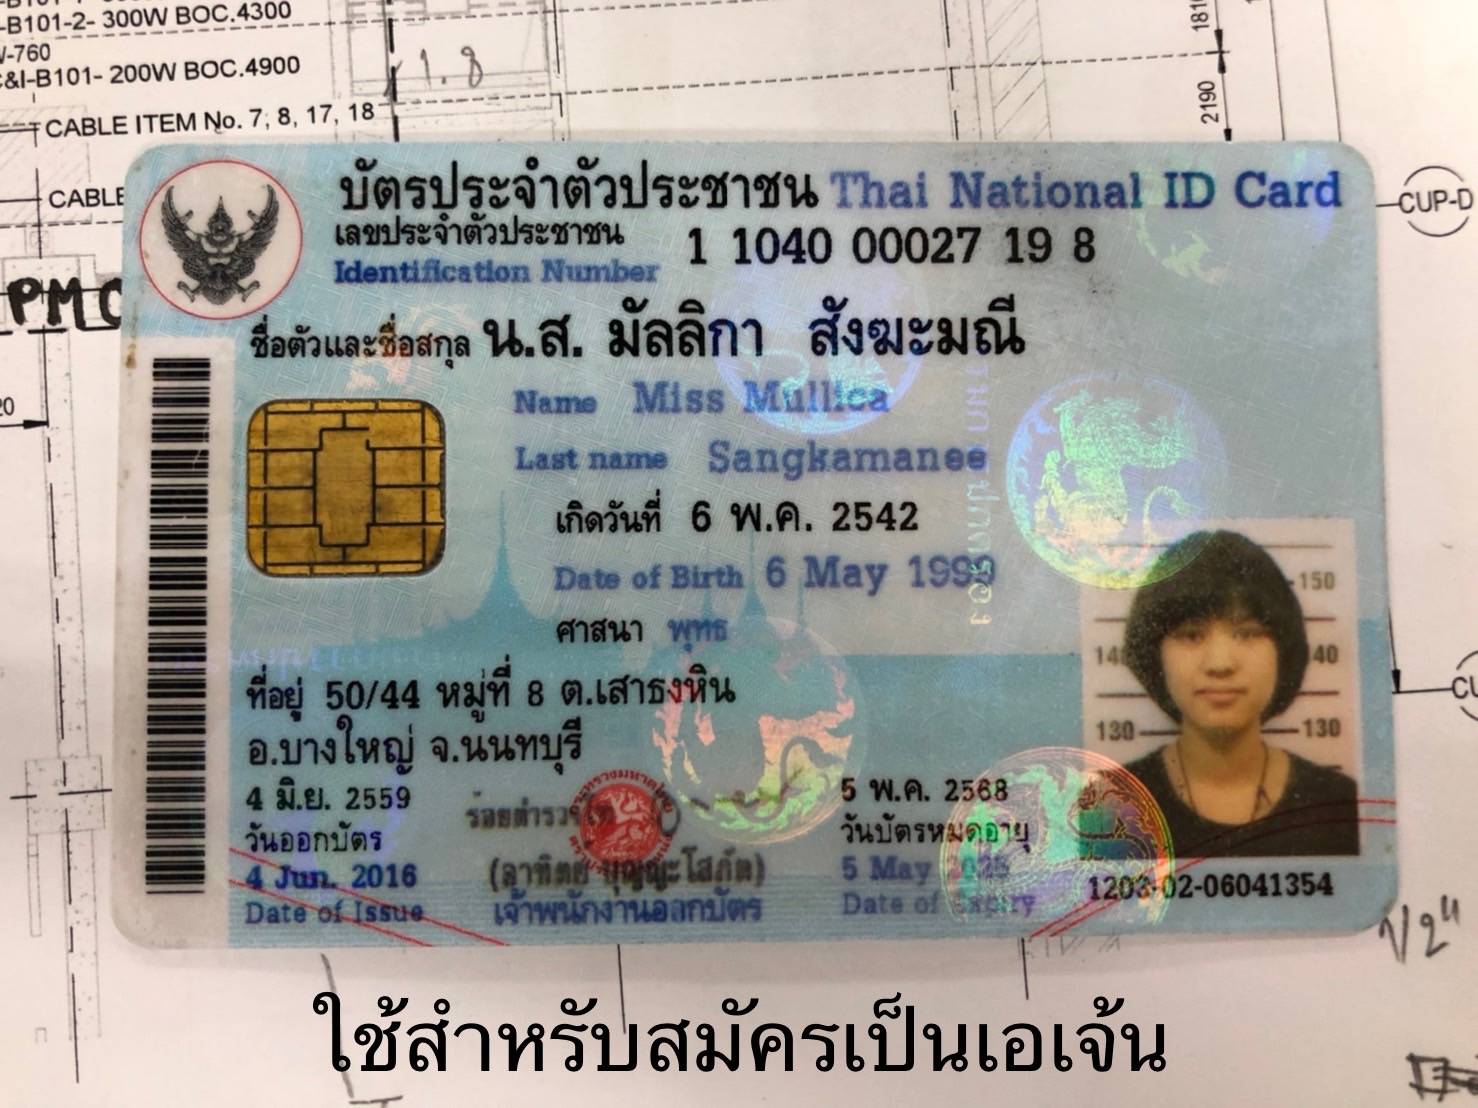 -B101-2- 300W BOC.4300
-760
&I-B101- 200W BOC.4900
1.8
CABLE ITEM No. 7, 8, 17, 18
2190
CABLE
CUP-D
PMC
บัตรประจำตัวประชาชน Thai National ID Card
เลขประจำตัวประชาชน 1 1040 00027 19 8
Identification Number
ชื่อตัวและชื่อสกุล น.ส. มัลลิกา สังฆะมณี
Name Miss Mullica
Last name Sangkamanee
เกิดวันที่ 6 พ.ค. 2542
Date of Birth 6 May 1999
ศาสนา พุทธ
ที่อยู่ 50/44 หมู่ที่ 8 ต.เสาธงหิน
อ.บางใหญ่ จ.นนทบุรี
150
140 140
130 130
4 มิ.ย. 2559
วันออกบัตร
4 Jun. 2016
Date of Issue
(อาทิตย์ บุญญะโสภัต)
เจ้าพนักงานออกบัตร
5 พ.ค. 2568
วันบัตรหมดอายุ
5 May 2025
Date of Expiry
1203-02-06041354
1/2"
ใช้สำหรับสมัครเป็นเอเจ้น